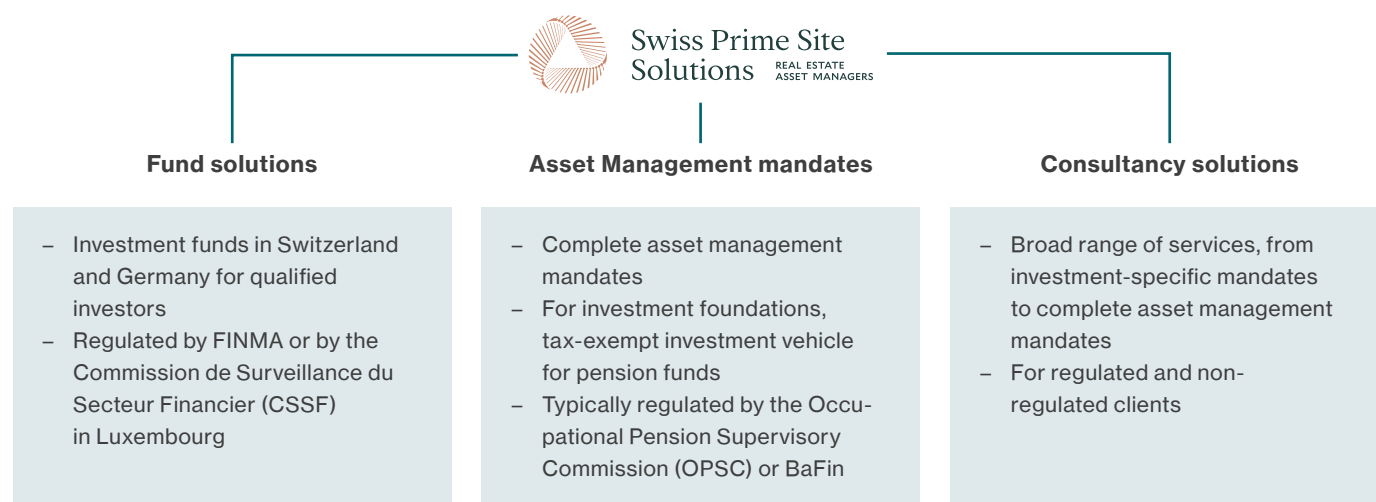 Swiss Prime Site
Solutions REAL ESTATE
ASSET MANAGERS
Fund solutions
– Investment funds in Switzerland
and Germany for qualified
investors
– Regulated by FINMA or by the
Commission de Surveillance du
Secteur Financier (CSSF)
in Luxembourg
Asset Management mandates
– Complete asset management
mandates
– For investment foundations,
tax-exempt investment vehicle
for pension funds
– Typically regulated by the Occu-
pational Pension Supervisory
Commission (OPSC) or BaFin
Consultancy solutions
– Broad range of services, from
investment-specific mandates
to complete asset management
mandates
– For regulated and non-
regulated clients